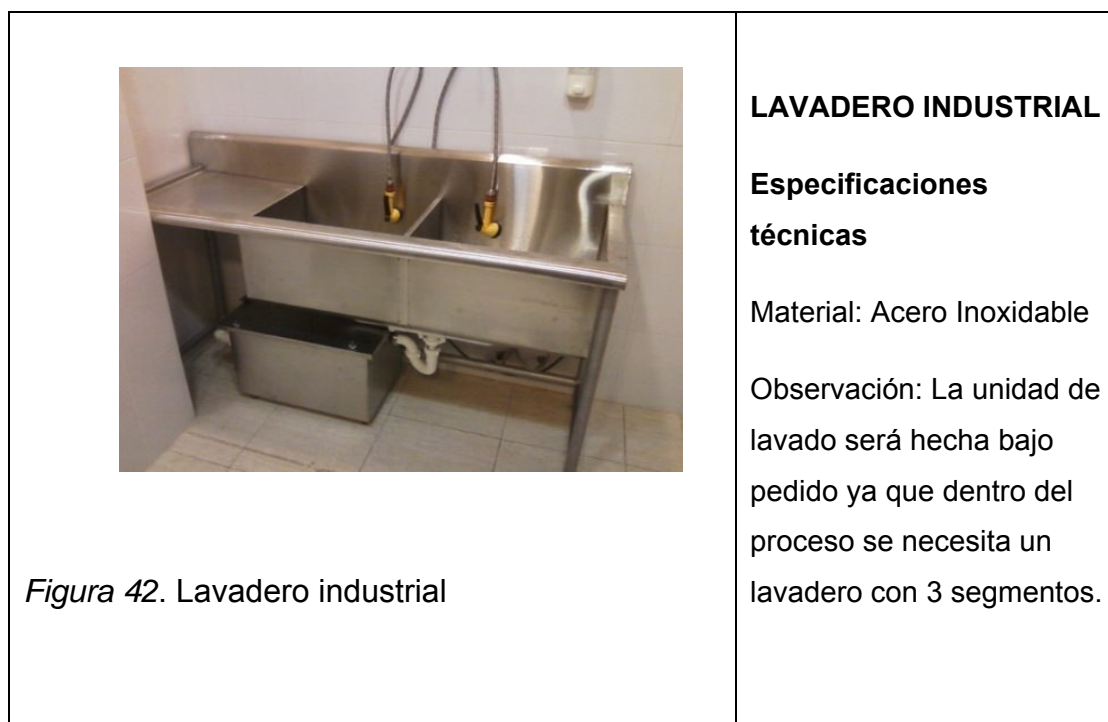 LAVADERO INDUSTRIAL
Especificaciones
técnicas
Material: Acero Inoxidable
Observación: La unidad de
lavado será hecha bajo
pedido ya que dentro del
proceso se necesita un
lavadero con 3 segmentos.
Figura 42. Lavadero industrial